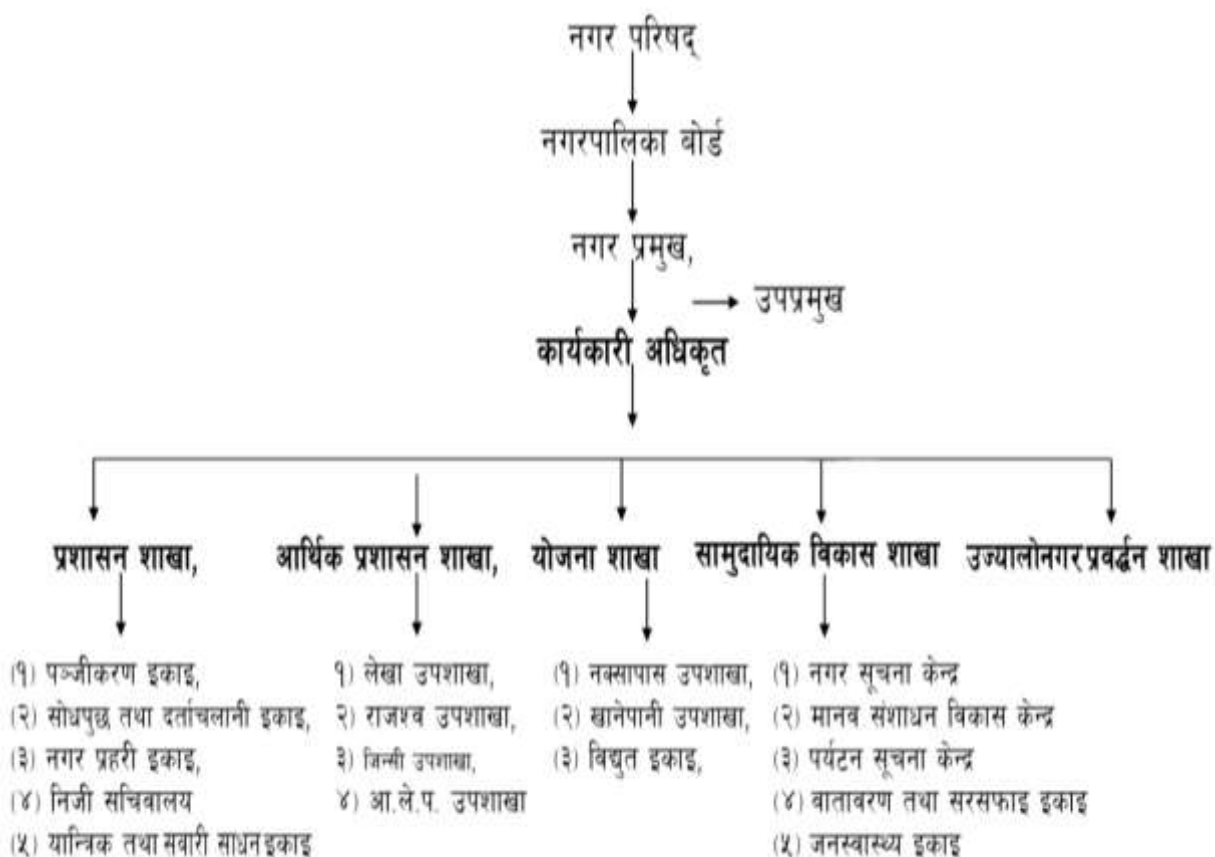 नगर परिषद्
नगरपालिका बोर्ड
नगर प्रमुख,
उपप्रमुख
कार्यकारी अधिकृत
प्रशासन शाखा,
(१) पञ्जीकरण इकाइ,
(२) सोधपुछ तथा दर्ताचलानी इकाइ,
(३) नगर प्रहरी इकाइ,
(४) निजी सचिवालय
(५) यान्त्रिक तथा सवारी साधन इकाइ
आर्थिक प्रशासन शाखा,
१) लेखा उपशाखा,
२) राजश्व उपशाखा,
३) जिन्सी उपशाखा,
४) आ.ले.प. उपशाखा
योजना शाखा
(१) नक्सापास उपशाखा,
(२) खानेपानी उपशाखा,
(३) विद्युत इकाइ,
सामुदायिक विकास शाखा
(१) नगर सूचना केन्द्र
(२) मानव संशाधन विकास केन्द्र
(३) पर्यटन सूचना केन्द्र
(४) वातावरण तथा सरसफाइ इकाइ
(५) जनस्वास्थ्य इकाइ
उज्यालोनगर प्रवर्द्धन शाखा